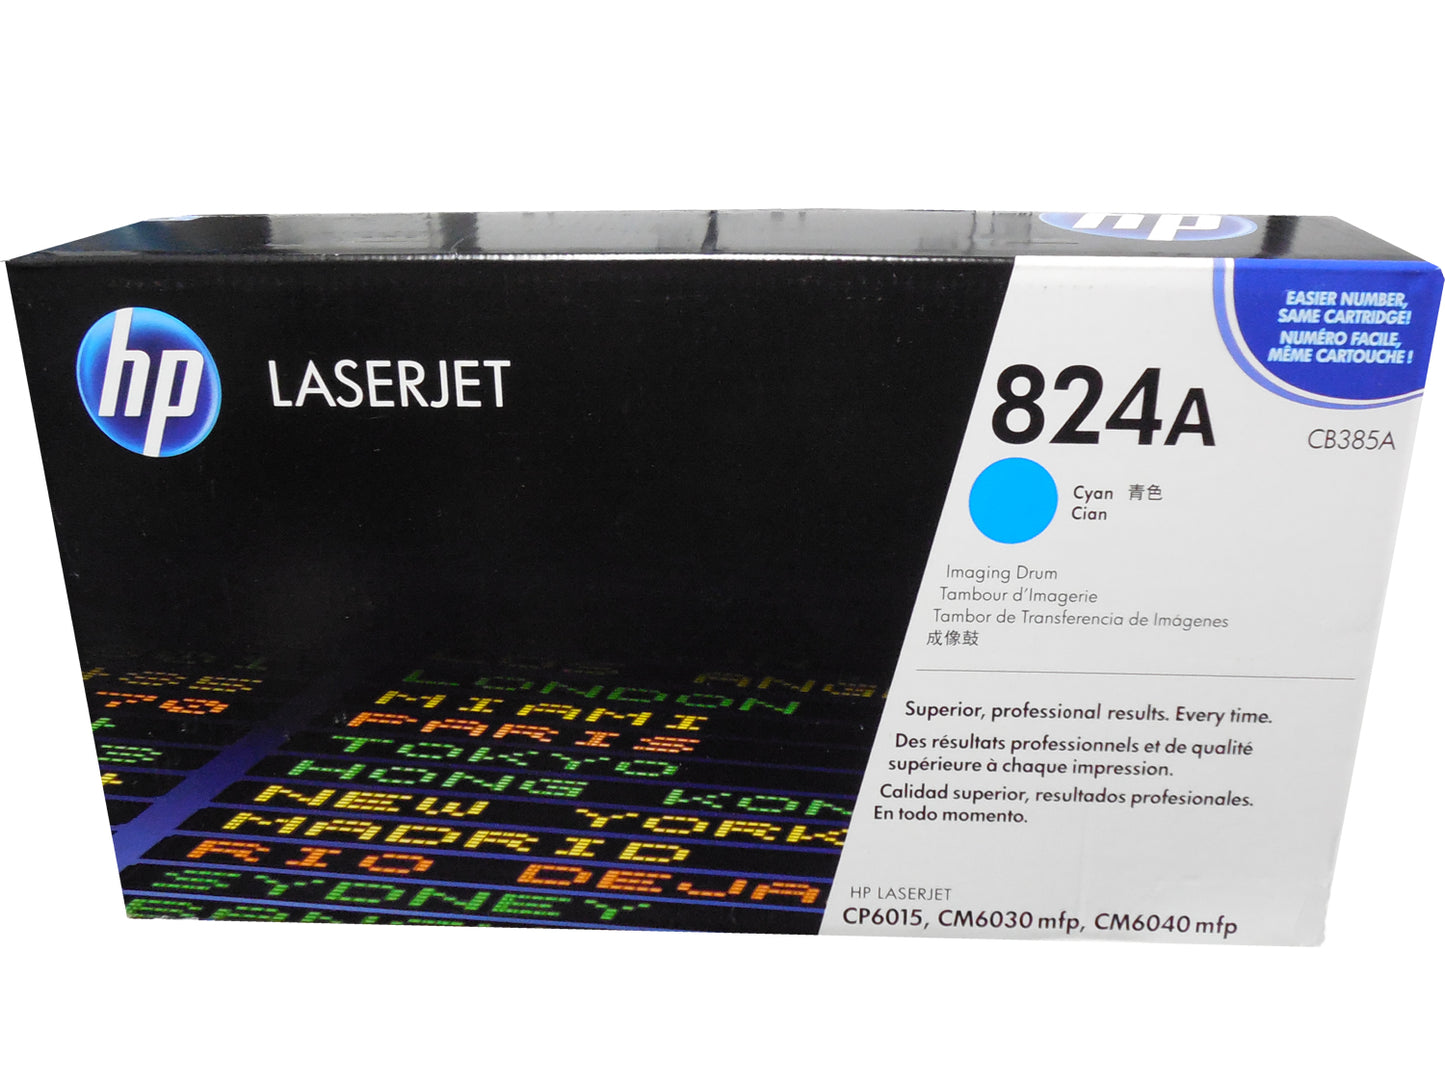 hp
hp
LASERJET
EASIER NUMBER,
SAME CARTRIDGE!
NUMÉRO FACILE,
MÊME CARTOUCHE !
824A
CB385A
Cyan 青色
Cian
Imaging Drum
Tambour d'Imagerie
Tambor de Transferencia de Imágenes
成像鼓
Superior, professional results. Every time.
Des résultats professionnels et de qualité
supérieure à chaque impression.
Calidad superior, resultados profesionales.
En todo momento.
HP LASERJET
CP6015, CM6030 mfp, CM6040 mfp
LONDON
MIAMI
PARIS
TOKYO
HONG KON
NEW YORK
MADRID
RIO DEJA
SYDNEY